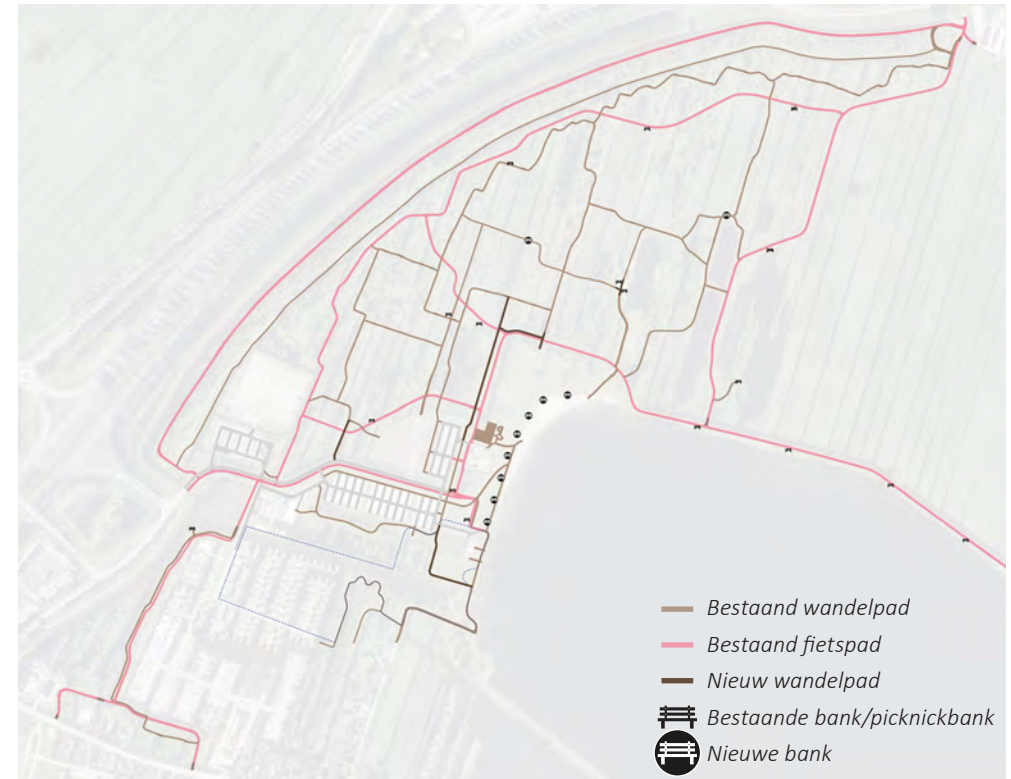 Bestaand wandelpad
Bestaand fietspad
Nieuw wandelpad
Bestaande bank/picknickbank
Nieuwe bank